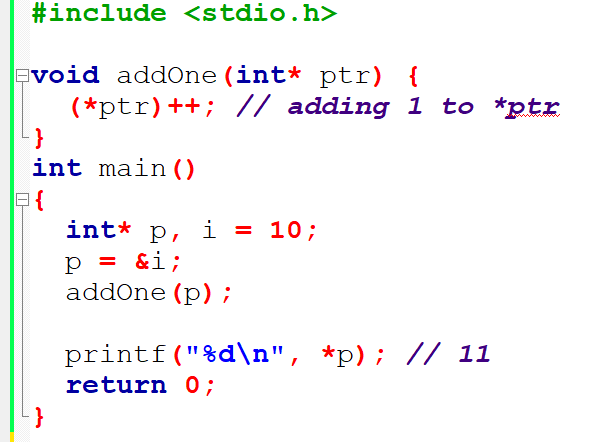 #include <stdio.h>
void addOne(int* ptr) {
(*ptr)++; // adding 1 to *ptr
}
int main()
{
int* p, i = 10;
p = &i;
addOne(p);
printf("%d\n", *p); // 11
return 0;
}